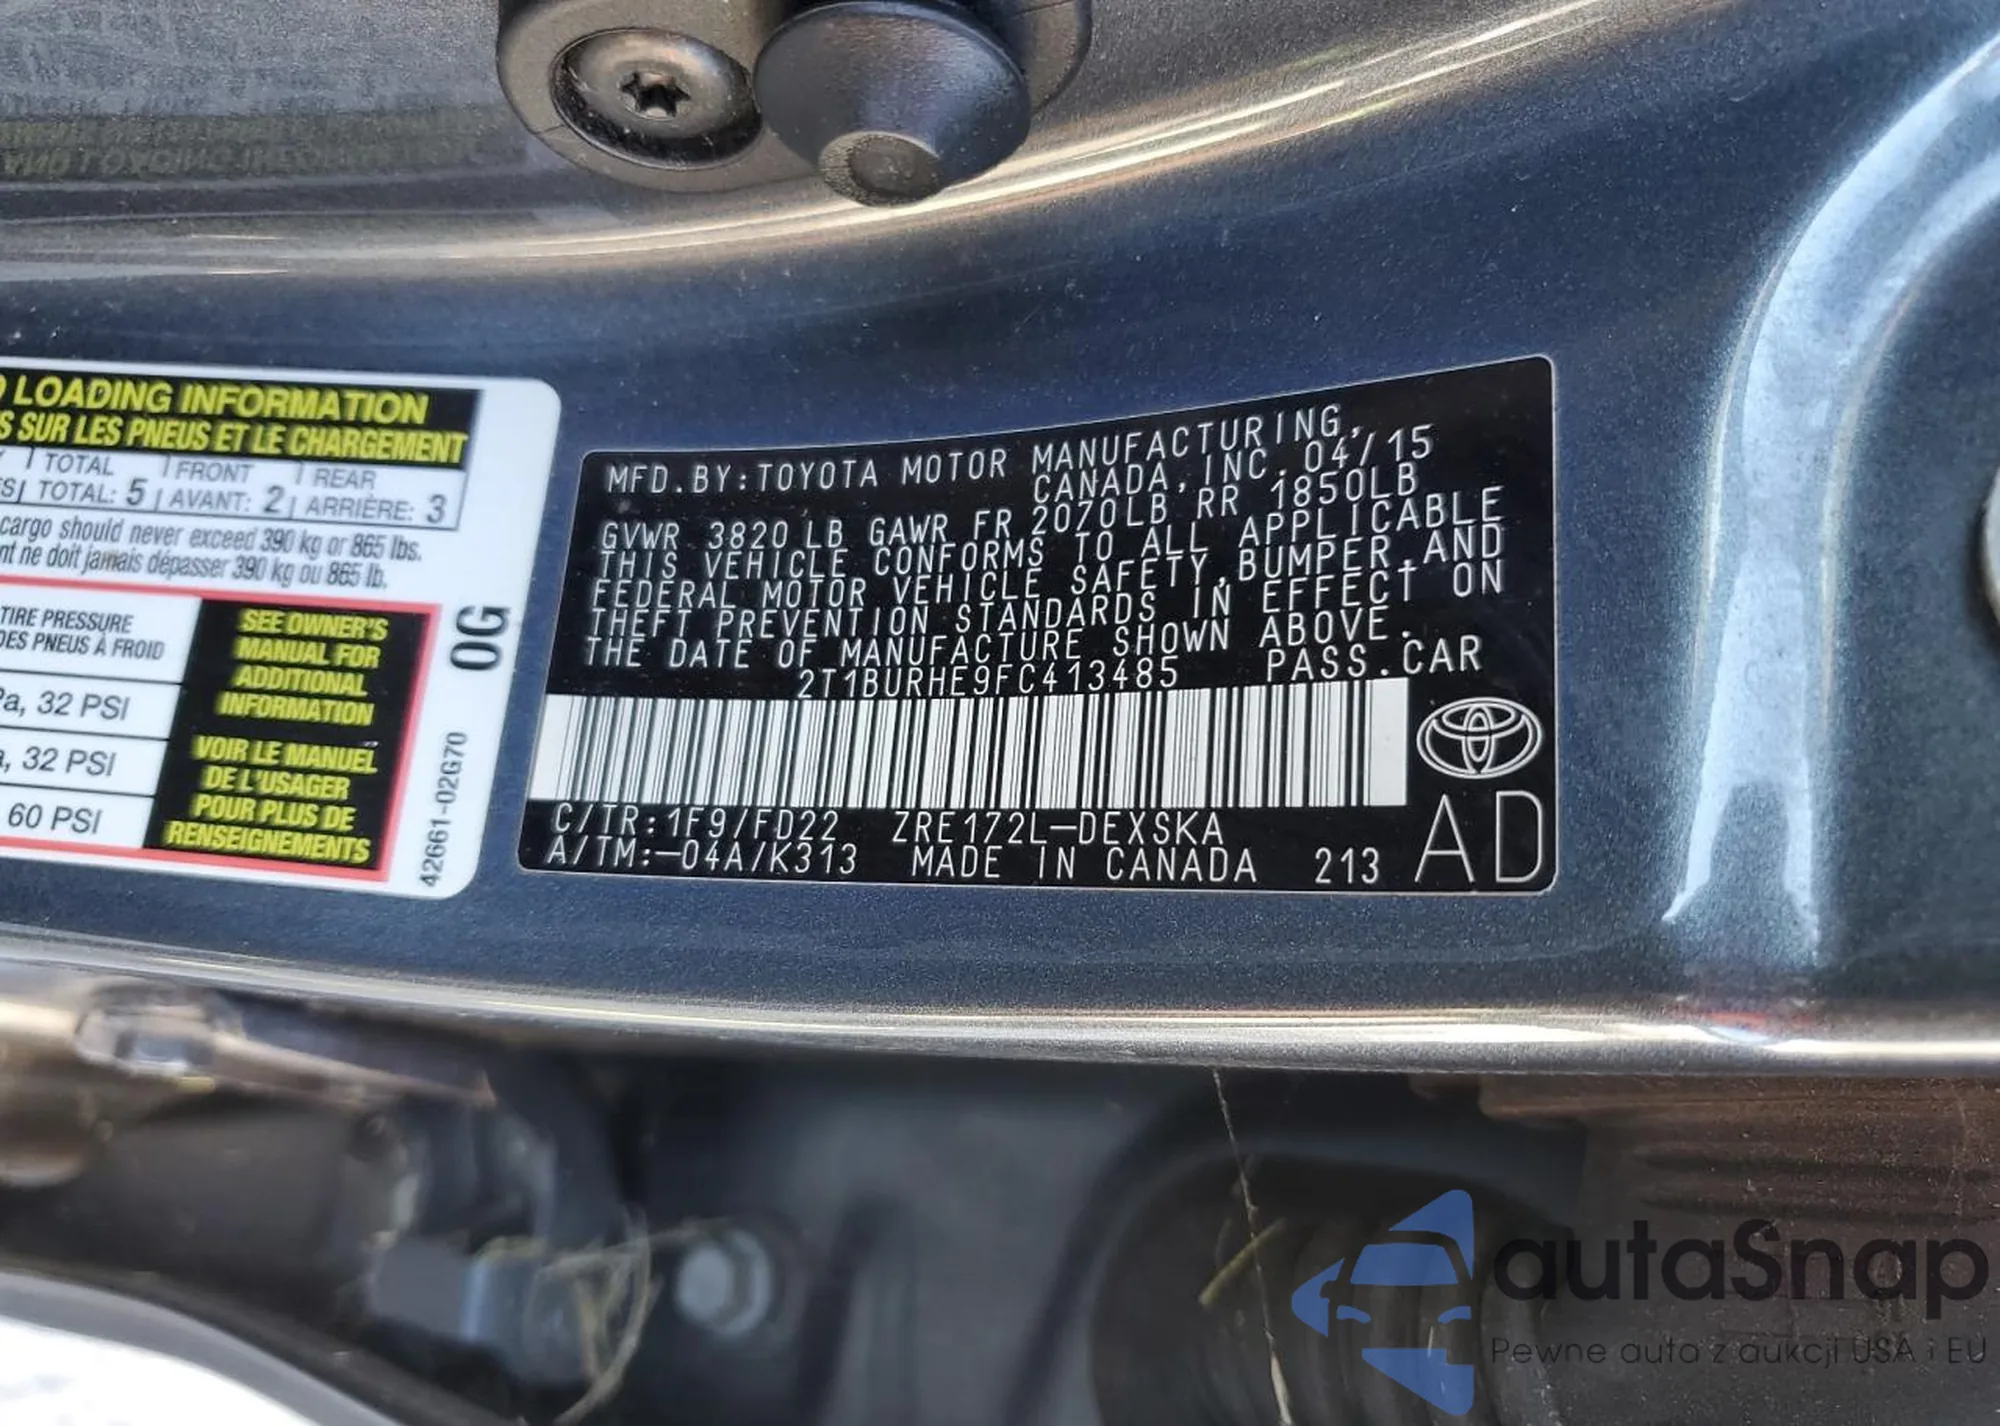 LOADING INFORMATION
S SUR LES PNEUS ET LE CHARGEMENT
TOTAL FRONT REAR
TOTAL: 5 AVANT: 2 ARRIÈRE: 3
cargo should never exceed 390 kg or 865 lbs.
nt ne doit jamais dépasser 390 kg ou 865 lb.
TIRE PRESSURE
DES PNEUS À FROID
Pa, 32 PSI
a, 32 PSI
60 PSI
SEE OWNER'S
MANUAL FOR
ADDITIONAL
INFORMATION
VOIR LE MANUEL
DE L'USAGER
POUR PLUS DE
RENSEIGNEMENTS
0G
42661-02G70
MFD.BY:TOYOTA MOTOR MANUFACTURING,
CANADA,INC. 04/15
GVWR 3820 LB GAWR FR 2070LB RR 1850LB
THIS VEHICLE CONFORMS TO ALL APPLICABLE
FEDERAL MOTOR VEHICLE SAFETY,BUMPER,AND
THEFT PREVENTION STANDARDS IN EFFECT ON
THE DATE OF MANUFACTURE SHOWN ABOVE.
2T1BURHE9FC413485 PASS.CAR
C/TR:1F9/FD22 ZRE172L-DEXSKA
A/TM:-04A/K313 MADE IN CANADA 213
AD
autaSnap
Pewne auta z aukcji USA i EU